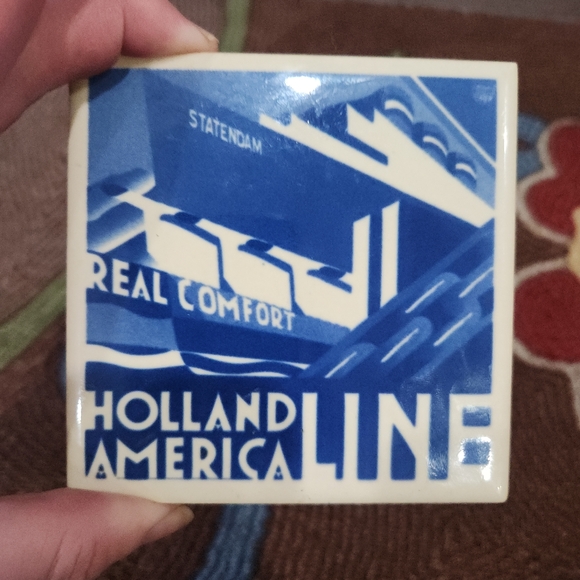 STATENDAM
REAL COMFORT
HOLLAND
AMERICA LINE